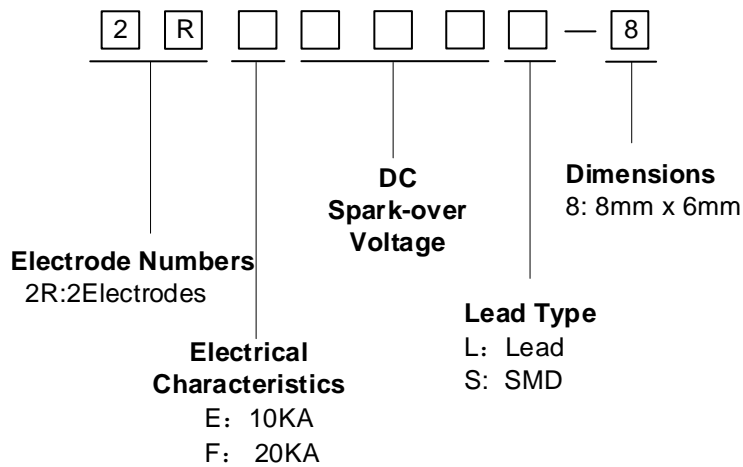 2 R — 8
DC
Spark-over
Voltage
Dimensions
8: 8mm x 6mm
Electrode Numbers
2R:2Electrodes
Lead Type
L： Lead
S: SMD
Electrical
Characteristics
E：10KA
F： 20KA